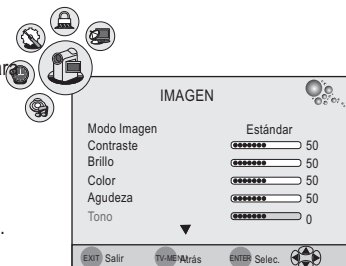 ara
IMAGEN
Modo Imagen Estándar
Contraste 50
Brillo 50
Color 50
Agudeza 50
Tono 0
.
EXIT Salir TV-MENU Atrás ENTER Selec.